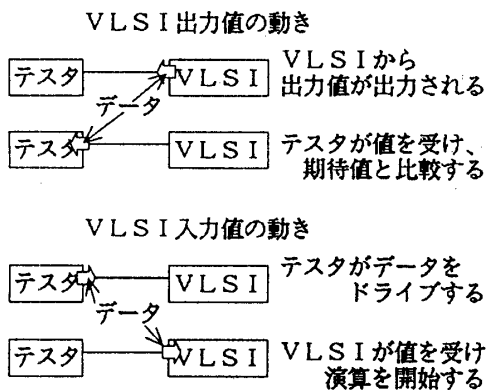 ＶＬＳＩ出力値の動き
テスタ ＶＬＳＩ ＶＬＳＩから
出力値が出力される
データ
テスタ ＶＬＳＩ テスタが値を受け、
期待値と比較する
ＶＬＳＩ入力値の動き
テスタ ＶＬＳＩ テスタがデータを
ドライブする
データ
テスタ ＶＬＳＩ ＶＬＳＩが値を受け
演算を開始する